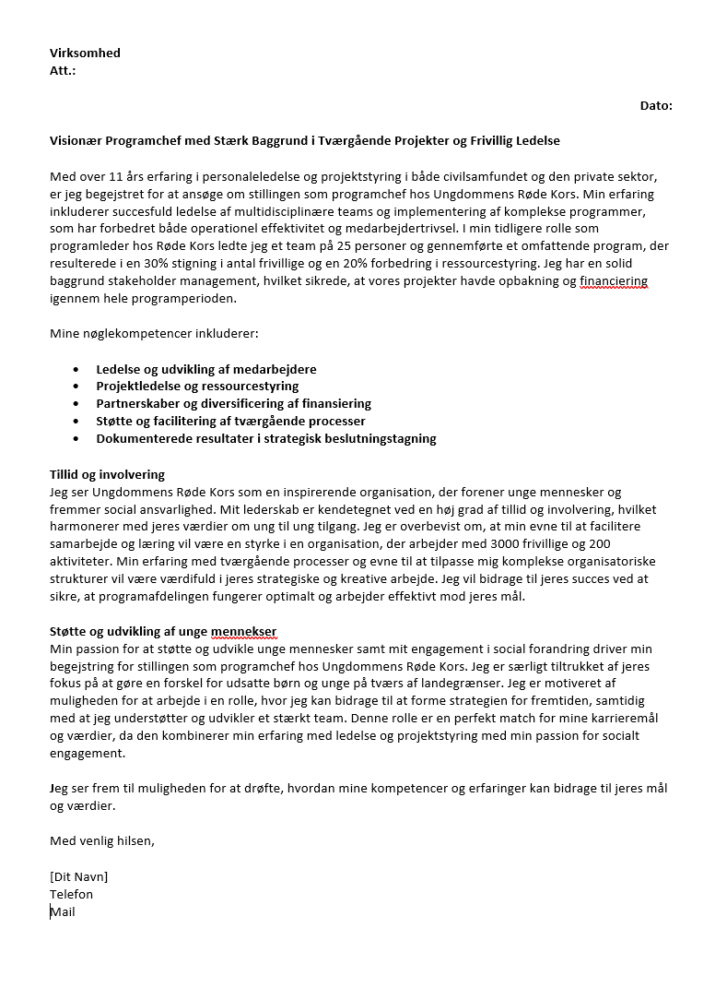 Virksomhed
Att.:
Dato:
Visionær Programchef med Stærk Baggrund i Tværgående Projekter og Frivillig Ledelse
Med over 11 års erfaring i personaleledelse og projektstyring i både civilsamfundet og den private sektor,
er jeg begejstret for at ansøge om stillingen som programchef hos Ungdommens Røde Kors. Min erfaring
inkluderer succesfuld ledelse af multidisciplinære teams og implementering af komplekse programmer,
som har forbedret både operationel effektivitet og medarbejdertrivsel. I min tidligere rolle som
programleder hos Røde Kors ledte jeg et team på 25 personer og gennemførte et omfattende program, der
resulterede i en 30% stigning i antal frivillige og en 20% forbedring i ressourcestyring. Jeg har en solid
baggrund stakeholder management, hvilket sikrede, at vores projekter havde opbakning og financiering
igennem hele programperioden.
Mine nøglekompetencer inkluderer:
• Ledelse og udvikling af medarbejdere
• Projektledelse og ressourcestyring
• Partnerskaber og diversificering af finansiering
• Støtte og facilitering af tværgående processer
• Dokumenterede resultater i strategisk beslutningstagning
Tillid og involvering
Jeg ser Ungdommens Røde Kors som en inspirerende organisation, der forener unge mennesker og
fremmer social ansvarlighed. Mit lederskab er kendetegnet ved en høj grad af tillid og involvering, hvilket
harmonerer med jeres værdier om ung til ung tilgang. Jeg er overbevist om, at min evne til at facilitere
samarbejde og læring vil være en styrke i en organisation, der arbejder med 3000 frivillige og 200
aktiviteter. Min erfaring med tværgående processer og evne til at tilpasse mig komplekse organisatoriske
strukturer vil være værdifuld i jeres strategiske og kreative arbejde. Jeg vil bidrage til jeres succes ved at
sikre, at programafdelingen fungerer optimalt og arbejder effektivt mod jeres mål.
Støtte og udvikling af unge mennekser
Min passion for at støtte og udvikle unge mennesker samt mit engagement i social forandring driver min
begejstring for stillingen som programchef hos Ungdommens Røde Kors. Jeg er særligt tiltrukket af jeres
fokus på at gøre en forskel for udsatte børn og unge på tværs af landegrænser. Jeg er motiveret af
muligheden for at arbejde i en rolle, hvor jeg kan bidrage til at forme strategien for fremtiden, samtidig
med at jeg understøtter og udvikler et stærkt team. Denne rolle er en perfekt match for mine karrieremål
og værdier, da den kombinerer min erfaring med ledelse og projektstyring med min passion for socialt
engagement.
Jeg ser frem til muligheden for at drøfte, hvordan mine kompetencer og erfaringer kan bidrage til jeres mål
og værdier.
Med venlig hilsen,
[Dit Navn]
Telefon
Mail